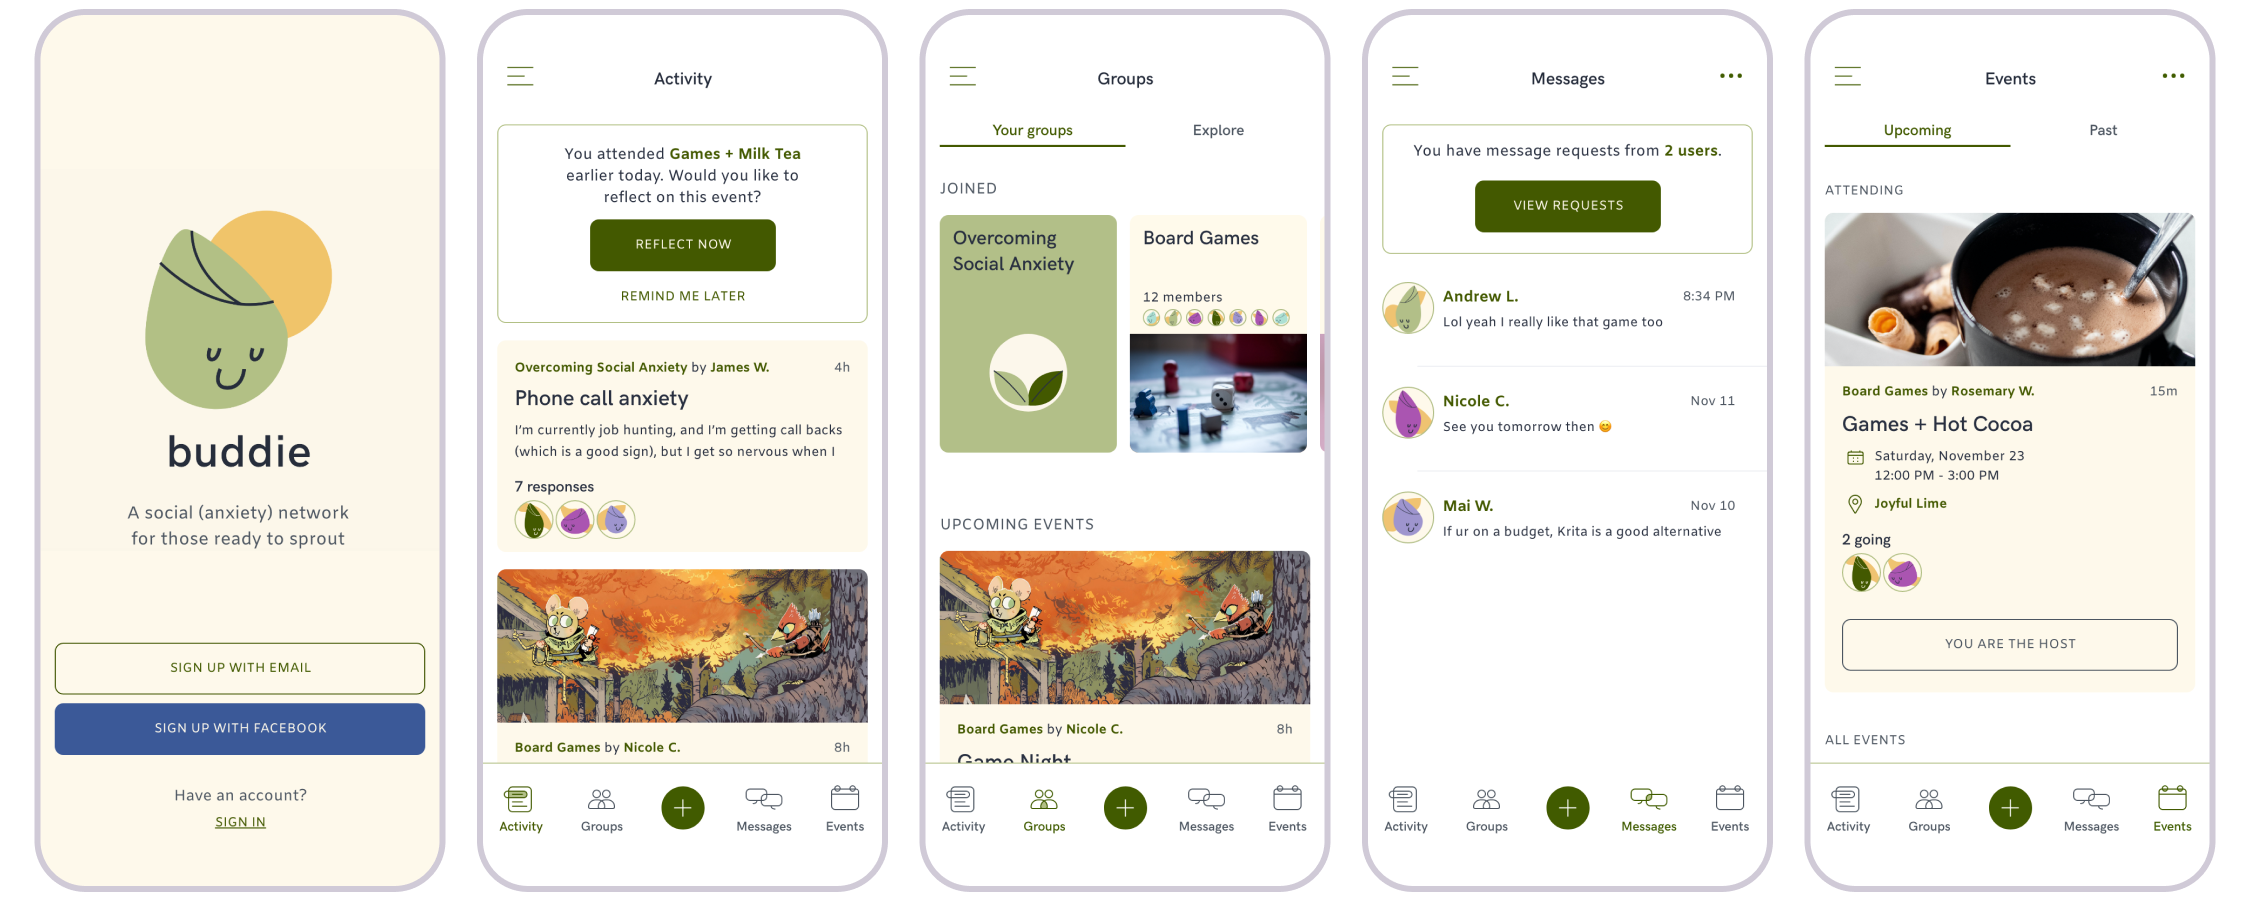 buddie
A social (anxiety) network
for those ready to sprout
SIGN UP WITH EMAIL
SIGN UP WITH FACEBOOK
Have an account?
SIGN IN
Activity
You attended Games + Milk Tea
earlier today. Would you like to
reflect on this event?
REFLECT NOW
REMIND ME LATER
Overcoming Social Anxiety by James W. 4h
Phone call anxiety
I'm currently job hunting, and I'm getting call backs
(which is a good sign), but I get so nervous when I
7 responses
Board Games by Nicole C. 8h
Activity Groups Messages Events
Groups
Your groups Explore
JOINED
Overcoming
Social Anxiety
Board Games
12 members
UPCOMING EVENTS
Board Games by Nicole C. 8h
Game Night
Activity Groups Messages Events
Messages
You have message requests from 2 users.
VIEW REQUESTS
Andrew L. 8:34 PM
Lol yeah I really like that game too
Nicole C. Nov 11
See you tomorrow then 😊
Mai W. Nov 10
If ur on a budget, Krita is a good alternative
Activity Groups Messages Events
Events
Upcoming Past
ATTENDING
Board Games by Rosemary W. 15m
Games + Hot Cocoa
Saturday, November 23
12:00 PM - 3:00 PM
Joyful Lime
2 going
YOU ARE THE HOST
ALL EVENTS
Activity Groups Messages Events